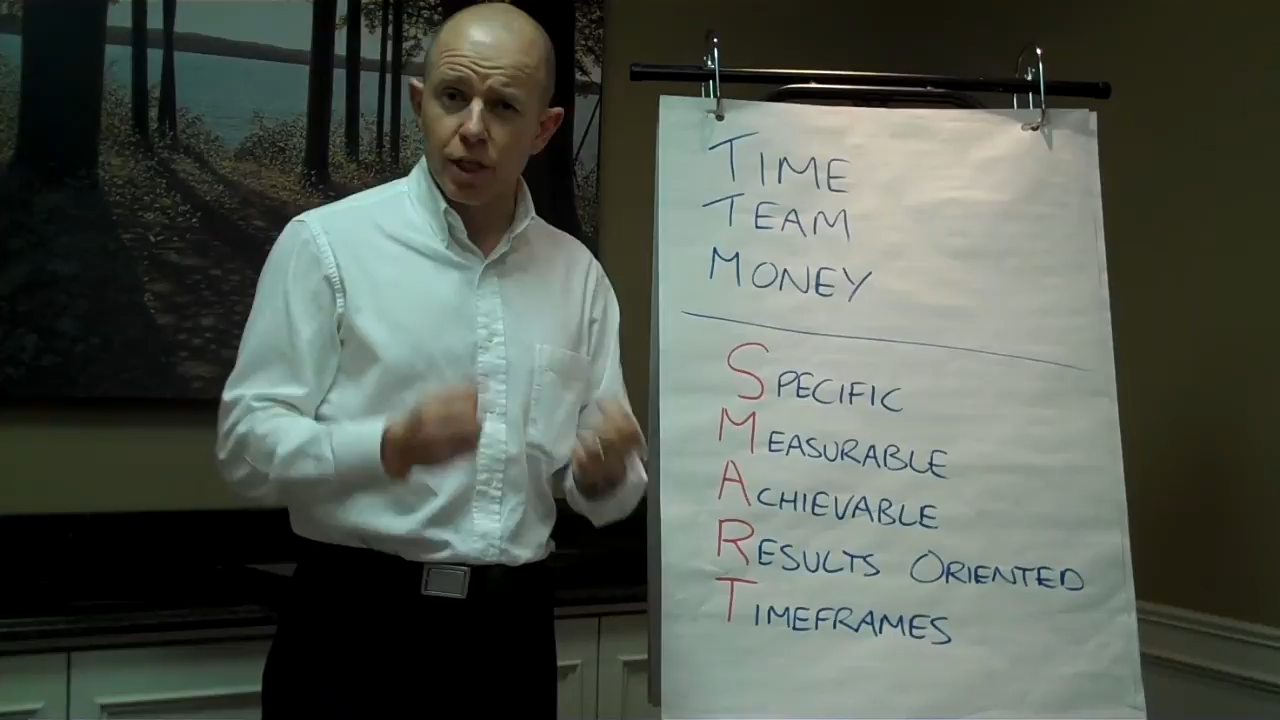 TIME
TEAM
MONEY
SPECIFIC
MEASURABLE
ACHIEVABLE
RESULTS ORIENTED
TIMEFRAMES